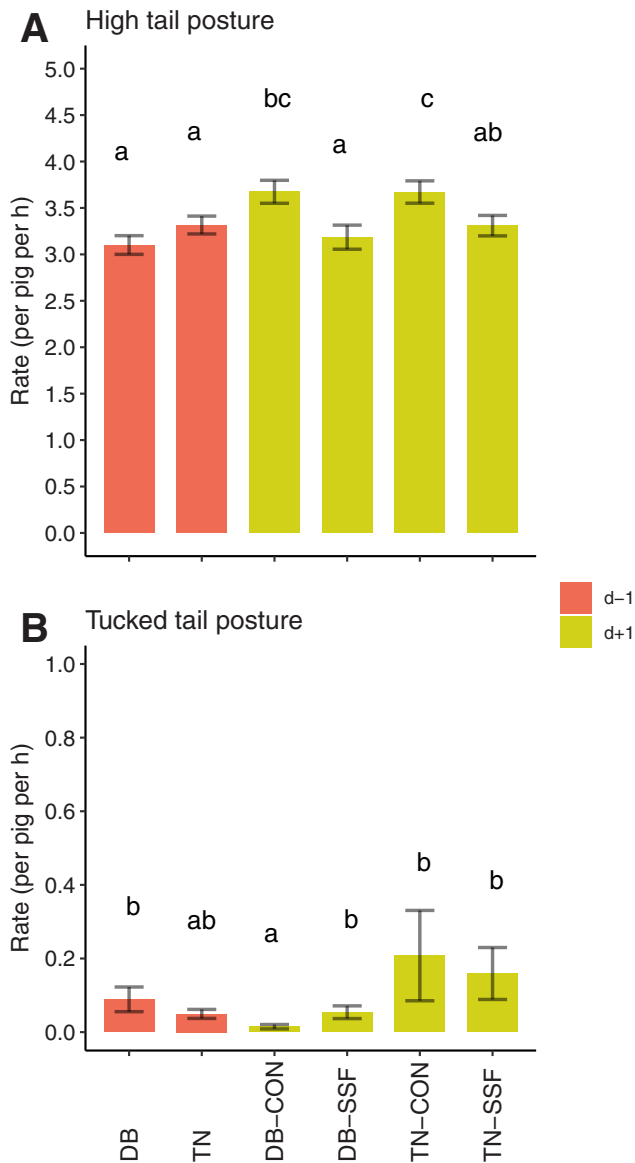 A High tail posture
Rate (per pig per h)
5.0
4.5
4.0
3.5
3.0
2.5
2.0
1.5
1.0
0.5
0.0
a a bc a c ab
d−1
d+1
B Tucked tail posture
Rate (per pig per h)
1.0
0.8
0.6
0.4
0.2
0.0
b ab a b b b
DB
TN
DB−CON
DB−SSF
TN−CON
TN−SSF